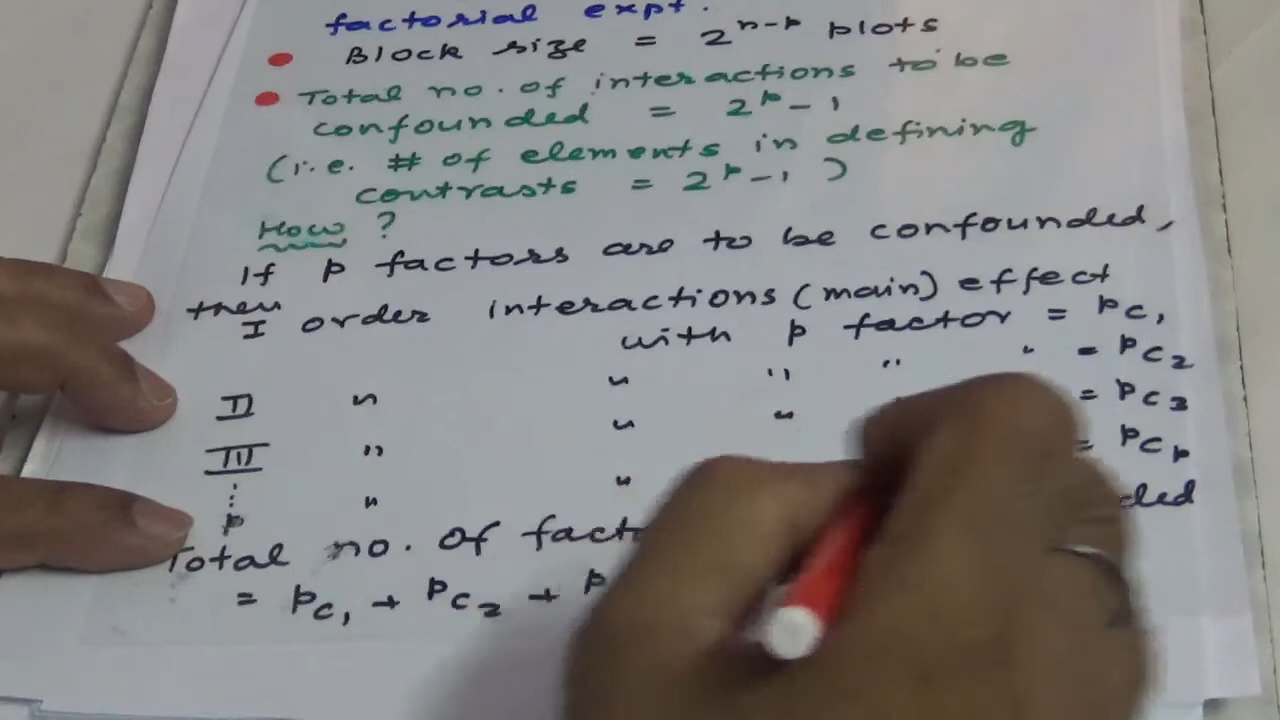 factorial expt.
Block size = 2^n-p plots
Total no. of interactions to be
confounded = 2^p - 1
(i.e. # of elements in defining
contrasts = 2^p - 1 )
How ?
If p factors are to be confounded,
then
I order interactions (main) effect
with p factor = pC1
II " " " " " = pC2
III " " " = pC3
⋮
p " " = pCp
Total no. of
= pC1 + pC2 + p